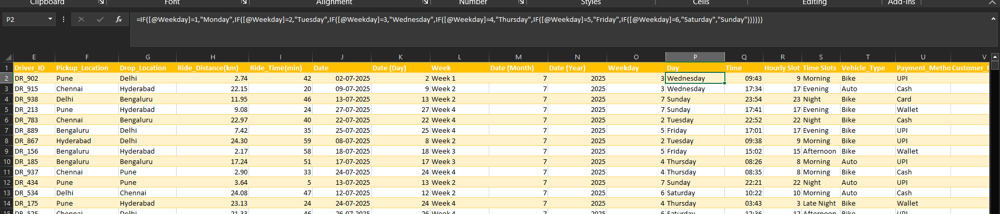 Clipboard Font Alignment Number Styles Cells Editing Add-ins
P2 fx =IF([@Weekday]=1,"Monday",IF([@Weekday]=2,"Tuesday",IF([@Weekday]=3,"Wednesday",IF([@Weekday]=4,"Thursday",IF([@Weekday]=5,"Friday",IF([@Weekday]=6,"Saturday","Sunday"))))))
E F G H I J K L M N O P Q R S T U V
1 Driver_ID Pickup_Location Drop_Location Ride_Distance(km) Ride_Time(min) Date Date (Day) Week Date (Month) Date (Year) Weekday Day Time Hourly Slot Time Slots Vehicle_Type Payment_Metho Customer_F
2 DR_902 Pune Delhi 2.74 42 02-07-2025 2 Week 1 7 2025 3 Wednesday 09:43 9 Morning Bike UPI
3 DR_915 Chennai Hyderabad 22.15 20 09-07-2025 9 Week 2 7 2025 3 Wednesday 17:34 17 Evening Auto Cash
4 DR_938 Delhi Bengaluru 11.95 46 13-07-2025 13 Week 2 7 2025 7 Sunday 23:54 23 Night Bike Card
5 DR_213 Pune Hyderabad 9.08 24 27-07-2025 27 Week 4 7 2025 7 Sunday 17:41 17 Evening Bike Wallet
6 DR_783 Chennai Bengaluru 22.97 40 22-07-2025 22 Week 4 7 2025 2 Tuesday 22:52 22 Night Bike Cash
7 DR_889 Bengaluru Delhi 7.42 35 25-07-2025 25 Week 4 7 2025 5 Friday 17:01 17 Evening Bike UPI
8 DR_867 Hyderabad Delhi 24.30 59 08-07-2025 8 Week 2 7 2025 2 Tuesday 09:38 9 Morning Bike UPI
9 DR_156 Bengaluru Hyderabad 2.17 58 18-07-2025 18 Week 3 7 2025 5 Friday 15:02 15 Afternoon Bike Wallet
10 DR_185 Bengaluru Bengaluru 17.24 51 17-07-2025 17 Week 3 7 2025 4 Thursday 08:26 8 Morning Auto UPI
11 DR_937 Chennai Pune 2.90 33 24-07-2025 24 Week 4 7 2025 4 Thursday 08:35 8 Morning Bike Cash
12 DR_434 Pune Pune 3.64 5 13-07-2025 13 Week 2 7 2025 7 Sunday 22:21 22 Night Auto UPI
13 DR_534 Delhi Chennai 24.08 47 12-07-2025 12 Week 2 7 2025 6 Saturday 10:22 10 Morning Auto Cash
14 DR_175 Pune Hyderabad 23.13 24 24-07-2025 24 Week 4 7 2025 4 Thursday 03:43 3 Late Night Bike Wallet
15 DR_525 Chennai Delhi 21.33 46 26-07-2025 26 Week 4 7 2025 6 Saturday 12:36 12 Afternoon Bike UPI